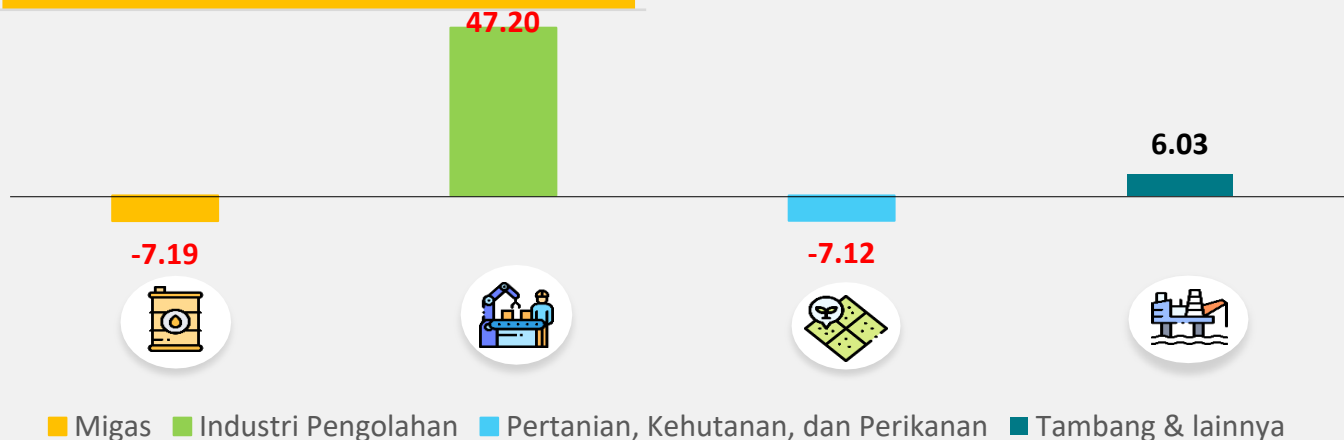 47.20
6.03
-7.19
-7.12
Migas Industri Pengolahan Pertanian, Kehutanan, dan Perikanan Tambang & lainnya